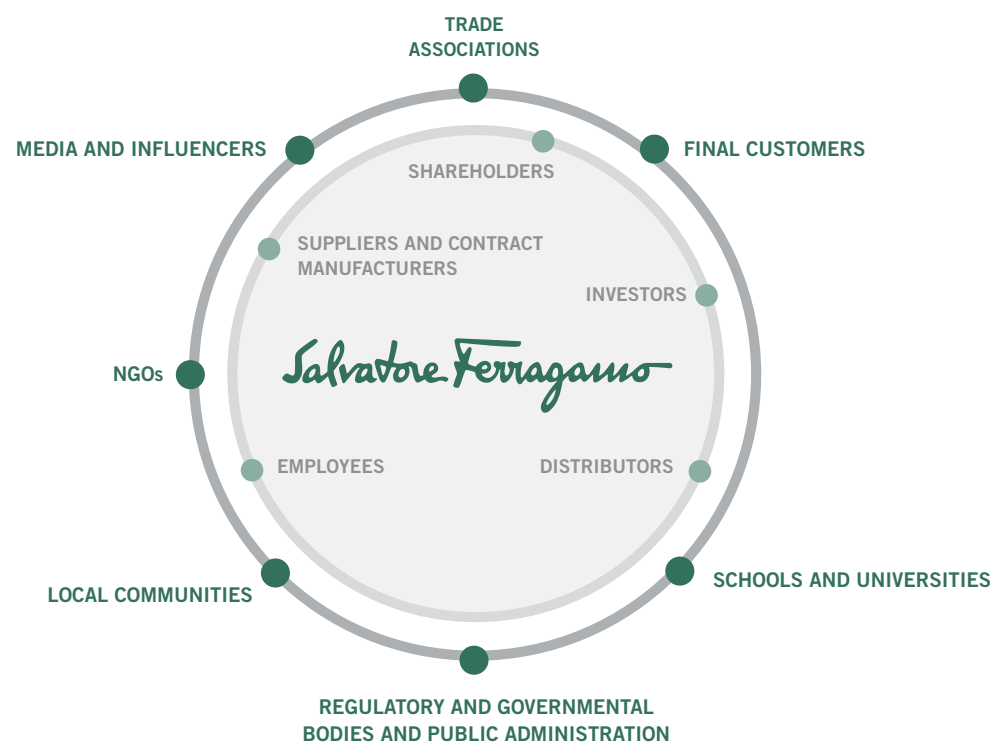 TRADE
ASSOCIATIONS
MEDIA AND INFLUENCERS
FINAL CUSTOMERS
SHAREHOLDERS
SUPPLIERS AND CONTRACT
MANUFACTURERS
INVESTORS
Salvatore Ferragamo
NGOs
EMPLOYEES
DISTRIBUTORS
SCHOOLS AND UNIVERSITIES
LOCAL COMMUNITIES
REGULATORY AND GOVERNMENTAL
BODIES AND PUBLIC ADMINISTRATION